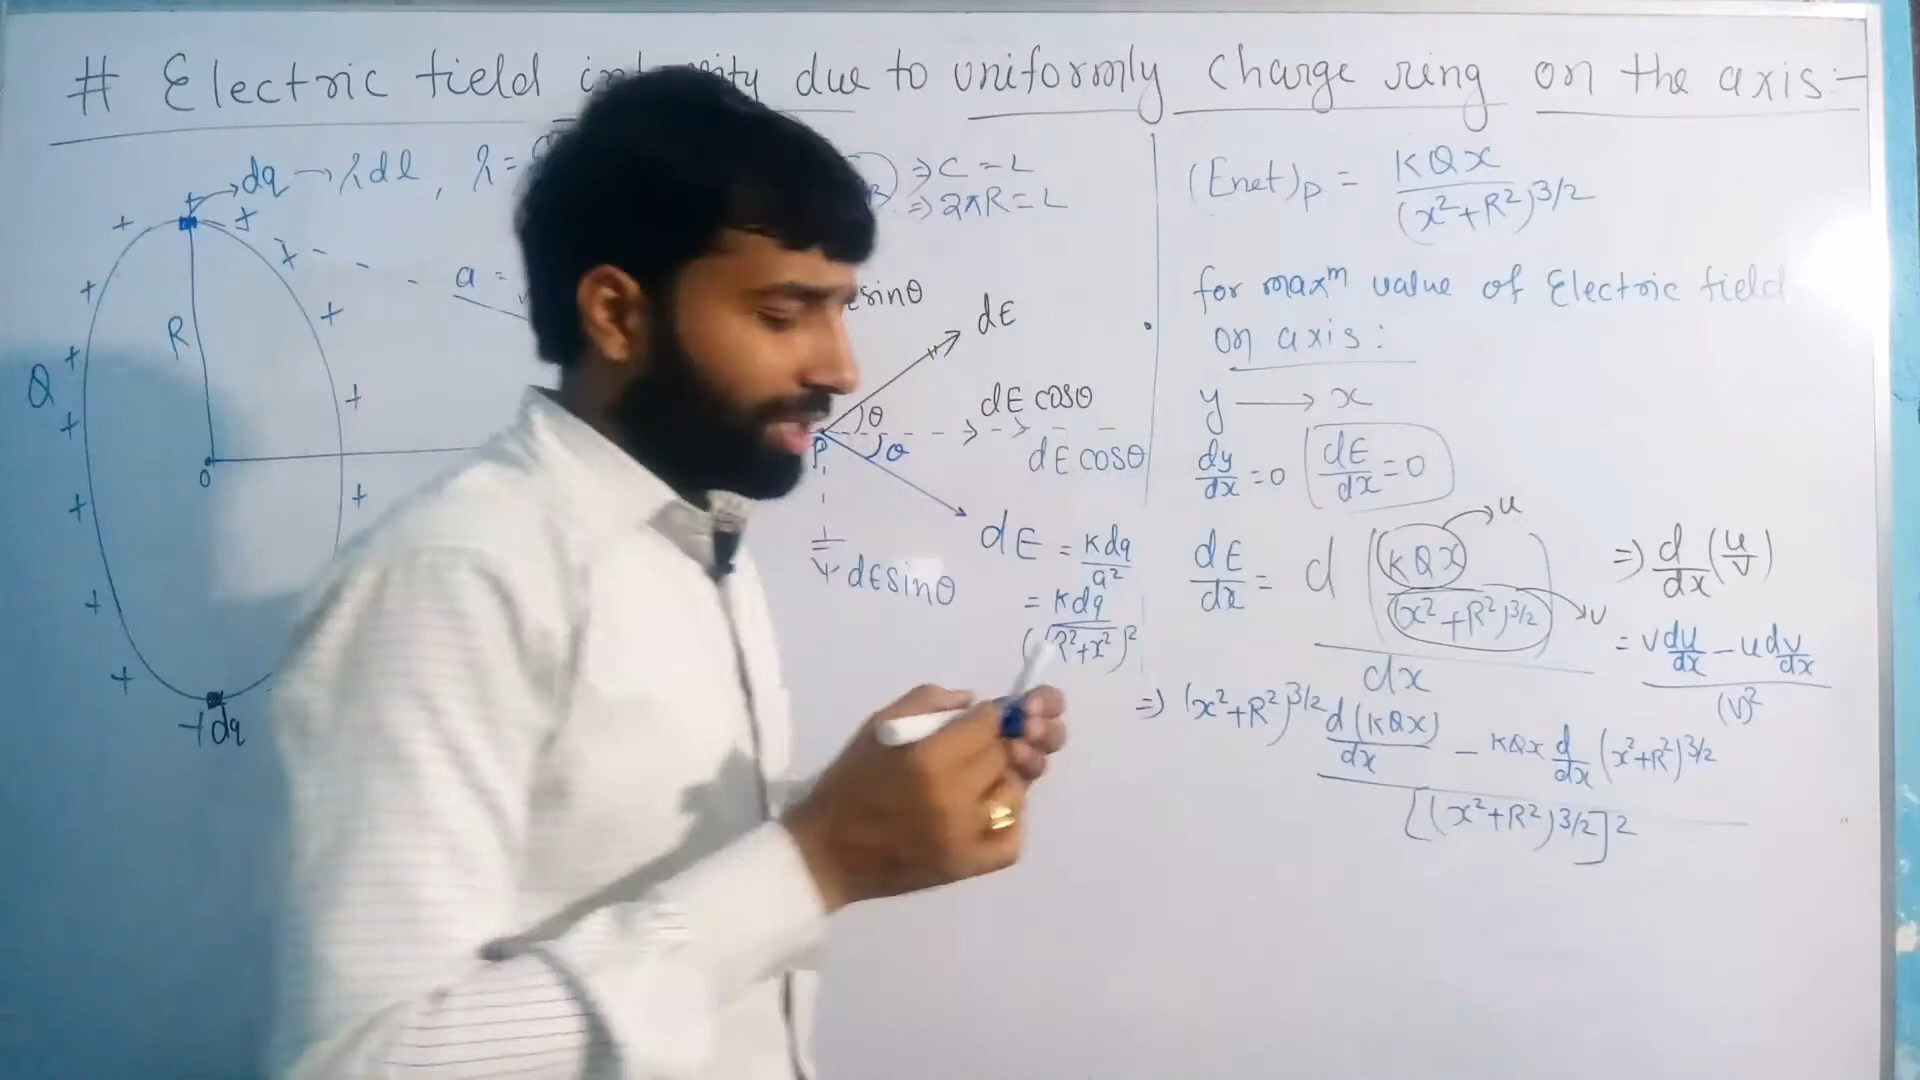 # Electric field intensity due to uniformly charge ring on the axis :-
dq → λdl , λ =
⇒ C = L
⇒ 2πR = L
a =
R
Q
O
+dq
dE
dEsinθ
θ
θ
P
dE cosθ
dE cosθ
dEsinθ
dE = Kdq/a²
= Kdq/(√R²+x²)²
(Enet)p = KQx/(x²+R²)^3/2
for maxᵐ value of Electric field
on axis :
y → x
dy/dx = 0 dE/dx = 0
dE/dx = d (KQx/(x²+R²)^3/2)/dx
u
v
⇒ d/dx (u/v)
= (v du/dx - u dv/dx)/(v)²
⇒ ((x²+R²)^3/2 d(KQx)/dx - KQx d/dx (x²+R²)^3/2)/[(x²+R²)^3/2]²